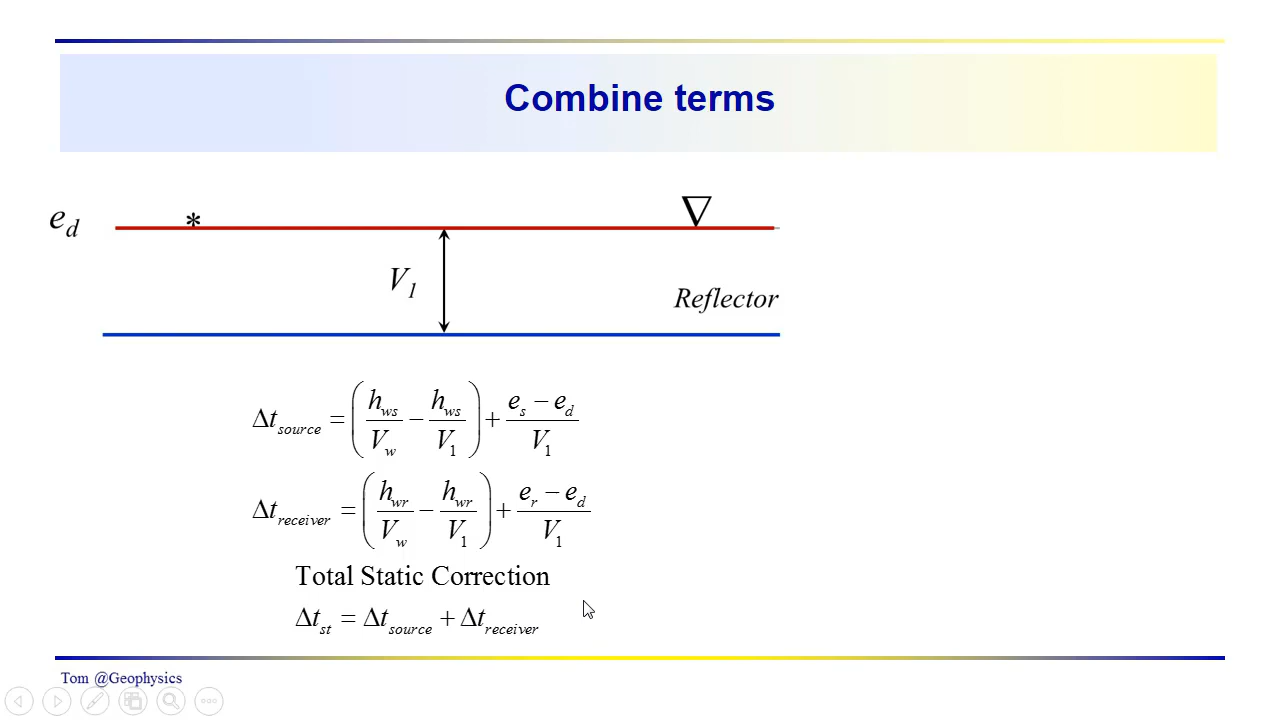 Combine terms
e_d * ∇
V_1
Reflector
Δt_source = (h_ws/V_w − h_ws/V_1) + (e_s − e_d)/V_1
Δt_receiver = (h_wr/V_w − h_wr/V_1) + (e_r − e_d)/V_1
Total Static Correction
Δt_st = Δt_source + Δt_receiver
Tom @Geophysics